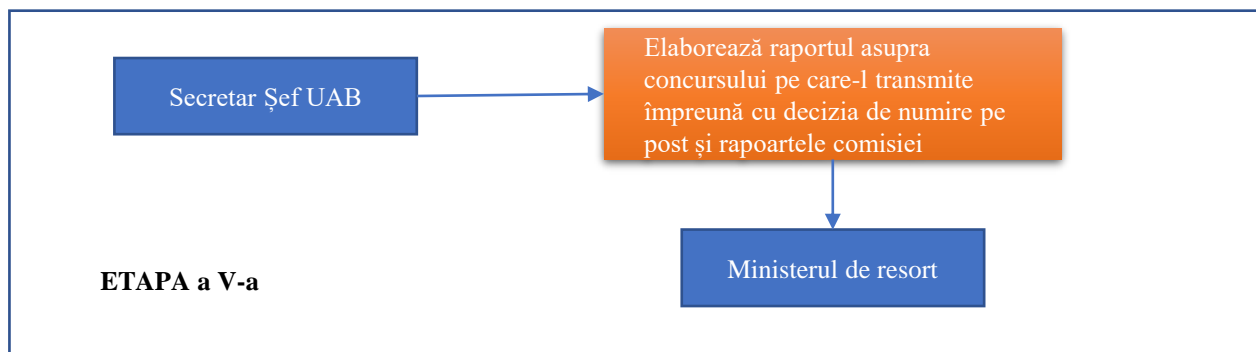 Secretar Șef UAB
Elaborează raportul asupra
concursului pe care-l transmite
împreună cu decizia de numire pe
post și rapoartele comisiei
Ministerul de resort
ETAPA a V-a